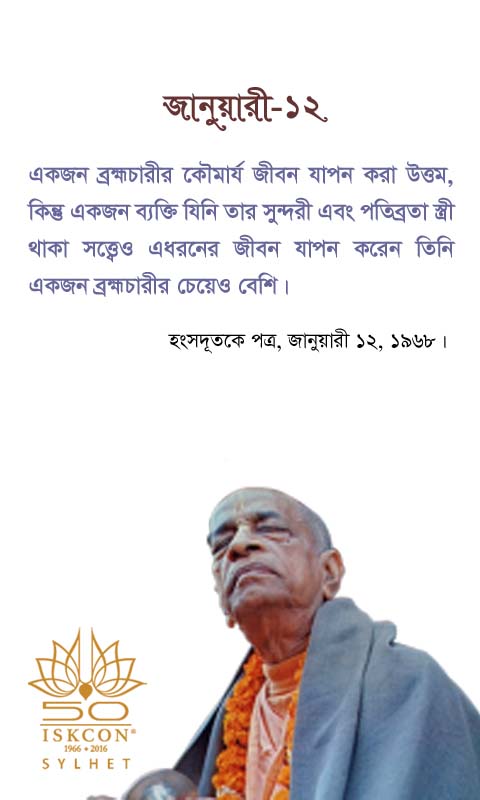 জানুয়ারী-১২
একজন ব্রহ্মচারীর কৌমার্য জীবন যাপন করা উত্তম,
কিন্তু একজন ব্যক্তি যিনি তার সুন্দরী এবং পতিব্রতা স্ত্রী
থাকা সত্ত্বেও এধরনের জীবন যাপন করেন তিনি
একজন ব্রহ্মচারীর চেয়েও বেশি।
হংসদূতকে পত্র, জানুয়ারী ১২, ১৯৬৮।
50
ISKCON®
1966 • 2016
SYLHET